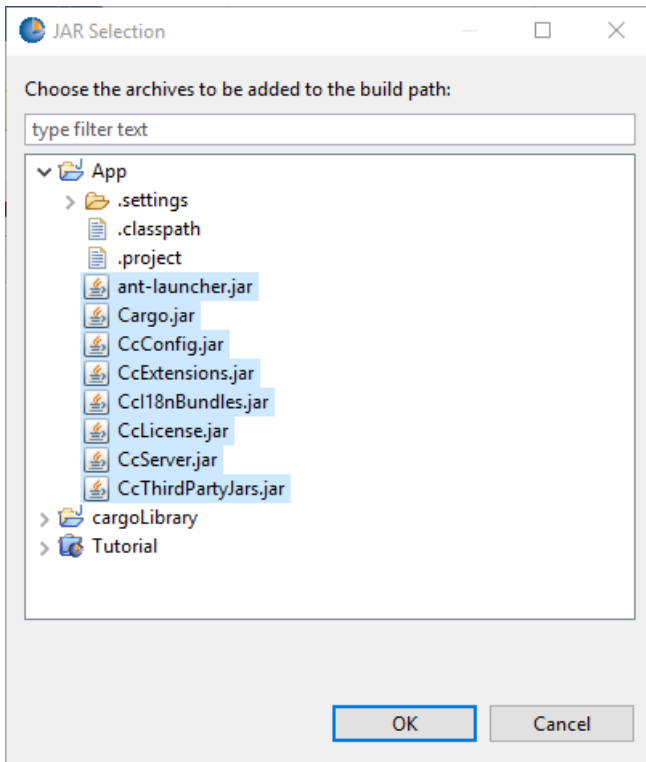 JAR Selection
Choose the archives to be added to the build path:
type filter text
App
.settings
.classpath
.project
ant-launcher.jar
Cargo.jar
CcConfig.jar
CcExtensions.jar
CcI18nBundles.jar
CcLicense.jar
CcServer.jar
CcThirdPartyJars.jar
cargoLibrary
Tutorial
OK Cancel